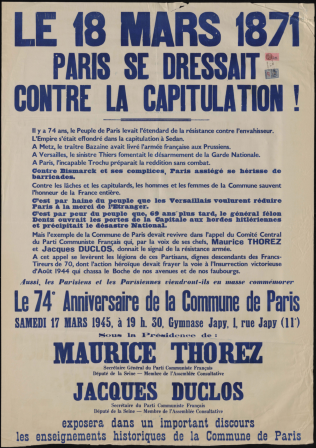 LE 18 MARS 1871
PARIS SE DRESSAIT
CONTRE LA CAPITULATION !
Il y a 74 ans, le Peuple de Paris levait l'étendard de la résistance contre l'envahisseur.
L'Empire s'était effondré dans la capitulation à Sedan.
A Metz, le traître Bazaine avait livré l'armée française aux Prussiens.
A Versailles, le sinistre Thiers fomentait le désarmement de la Garde Nationale.
A Paris, l'incapable Trochu préparait la reddition sans combat.
Contre Bismarck et ses complices, Paris assiégé se hérisse de
barricades.
Contre les lâches et les capitulards, les hommes et les femmes de la Commune sauvent
l'honneur de la France entière.
C'est par haine du peuple que les Versaillais voulurent réduire
Paris à la merci de l'Etranger.
C'est par peur du peuple que, 69 ans plus tard, le général félon
Dentz ouvrit les portes de la Capitale aux hordes hitlériennes
et précipitait le désastre National.
Mais l'exemple de la Commune de Paris devait revivre dans l'appel du Comité Central
du Parti Communiste Français qui, par la voix de ses chefs, Maurice THOREZ
et Jacques DUCLOS, donnait le signal de la résistance armée.
A cet appel se levèrent les légions de ces Partisans, dignes descendants des Francs-
Tireurs de 70, dont l'action héroïque devait frayer la voie à l'Insurrection victorieuse
d'Août 1944 qui chassa le Boche de nos avenues et de nos faubourgs.
Aussi, les Parisiens et les Parisiennes viendront-ils en masse commémorer
Le 74e Anniversaire de la Commune de Paris
SAMEDI 17 MARS 1945, à 19 h. 30, Gymnase Japy, 1, rue Japy (11e)
Sous la Présidence de :
MAURICE THOREZ
Secrétaire Général du Parti Communiste Français
Député de la Seine — Membre de l'Assemblée Consultative
JACQUES DUCLOS
Secrétaire du Parti Communiste Français
Député de la Seine — Membre de l'Assemblée Consultative
exposera dans un important discours
les enseignements historiques de la Commune de Paris